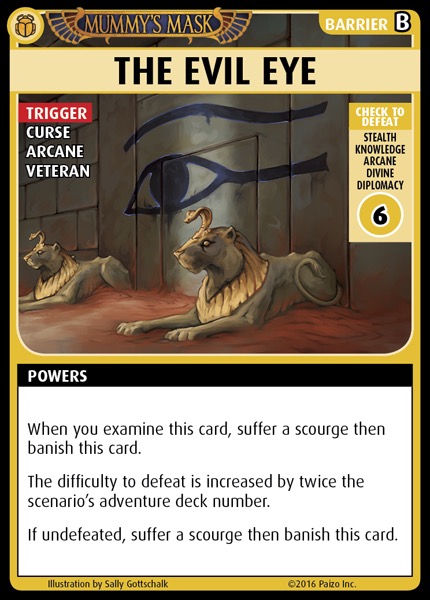 MUMMY'S MASK
BARRIER B
THE EVIL EYE
TRIGGER
CURSE
ARCANE
VETERAN
CHECK TO
DEFEAT
STEALTH
KNOWLEDGE
ARCANE
DIVINE
DIPLOMACY
6
POWERS
When you examine this card, suffer a scourge then
banish this card.
The difficulty to defeat is increased by twice the
scenario's adventure deck number.
If undefeated, suffer a scourge then banish this card.
Illustration by Sally Gottschalk
©2016 Paizo Inc.